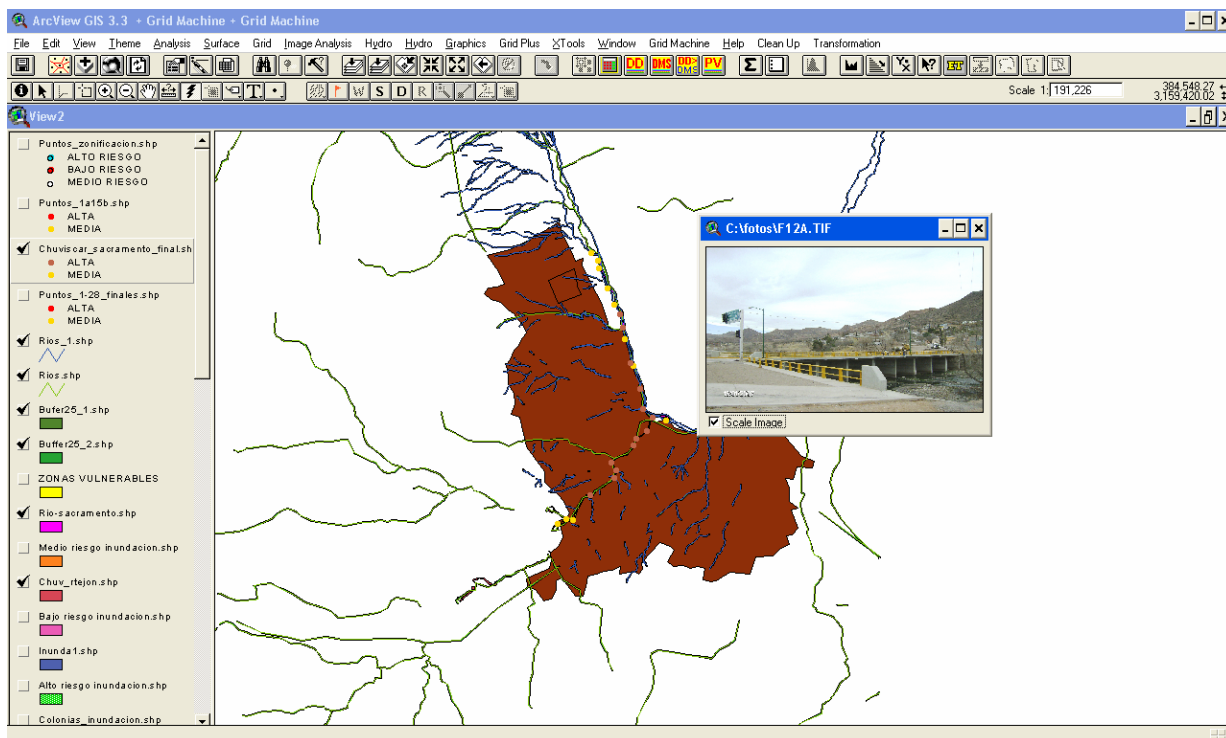 ArcView GIS 3.3 + Grid Machine + Grid Machine
File Edit View Theme Analysis Surface Grid Image Analysis Hydro Hydro Graphics Grid Plus XTools Window Grid Machine Help Clean Up Transformation
DD DMS DD> DMS PV Σ
T W S D R
Scale 1: 191,226
384,548.27
3,159,420.02
View2
Puntos_zonificacion.shp
ALTO RIESGO
BAJO RIESGO
MEDIO RIESGO
Puntos_1a15b.shp
ALTA
MEDIA
Chuviscar_sacramento_final.sh
ALTA
MEDIA
Puntos_1-28_finales.shp
ALTA
MEDIA
Rios_1.shp
Rios.shp
Bufer25_1.shp
Buffer25_2.shp
ZONAS VULNERABLES
Rio-sacramento.shp
Medio riesgo inundacion.shp
Chuv_rtejon.shp
Bajo riesgo inundacion.shp
Inunda1.shp
Alto riesgo inundacion.shp
Colonias_inundacion.shp
C:\fotos\F12A.TIF
Scale Image